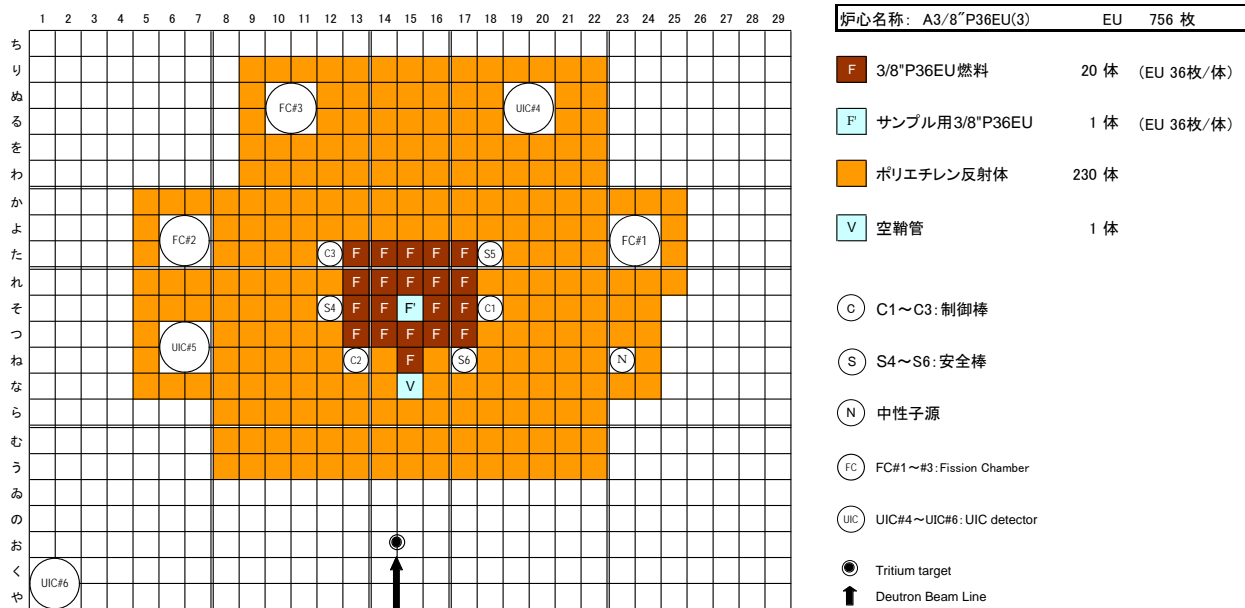 1 2 3 4 5 6 7 8 9 10 11 12 13 14 15 16 17 18 19 20 21 22 23 24 25 26 27 28 29
ち
り
ぬ
る
を
わ
か
よ
た
れ
そ
つ
ね
な
ら
む
う
ゐ
の
お
く
や
FC#3 UIC#4
FC#2 FC#1
C3 F F F F F S5
F F F F F
S4 F F F' F F C1
F F F F F
UIC#5
C2 F S6 N
V
UIC#6
炉心名称: A3/8"P36EU(3) EU 756 枚
F 3/8"P36EU燃料 20 体 (EU 36枚/体)
F' サンプル用3/8"P36EU 1 体 (EU 36枚/体)
ポリエチレン反射体 230 体
V 空鞘管 1 体
C C1~C3:制御棒
S S4~S6:安全棒
N 中性子源
FC FC#1~#3:Fission Chamber
UIC UIC#4~UIC#6:UIC detector
Tritium target
Deutron Beam Line